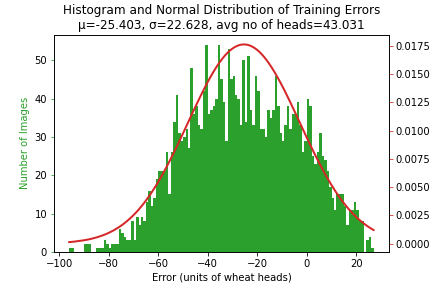 Histogram and Normal Distribution of Training Errors
μ=-25.403, σ=22.628, avg no of heads=43.031
Number of Images
50
40
30
20
10
0
0.0175
0.0150
0.0125
0.0100
0.0075
0.0050
0.0025
0.0000
−100 −80 −60 −40 −20 0 20
Error (units of wheat heads)